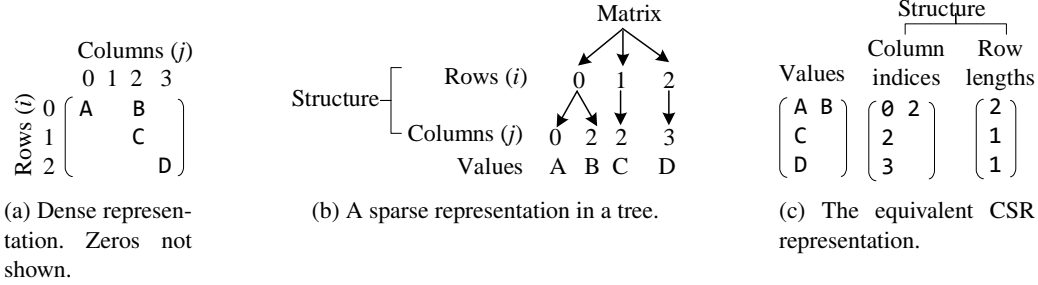 Columns (j)
0 1 2 3
Rows (i)
0 A B
1 C
2 D
(a) Dense represen-
tation. Zeros not
shown.
Matrix
Structure
Rows (i) 0 1 2
Columns (j) 0 2 2 3
Values A B C D
(b) A sparse representation in a tree.
Structure
Values
Column
indices
Row
lengths
A B 0 2 2
C 2 1
D 3 1
(c) The equivalent CSR
representation.